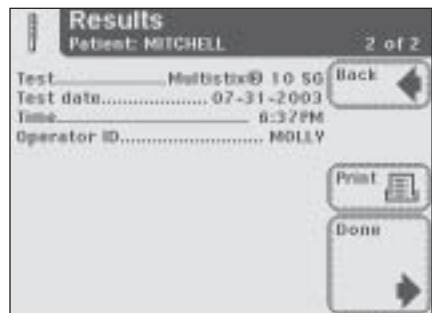 Results
Patient: MITCHELL 2 of 2
Test..............Multistix® 10 SG
Test date.................. 07-31-2003
Time.............................. 6:37PM
Operator ID......................... MOLLY
Back
Print
Done